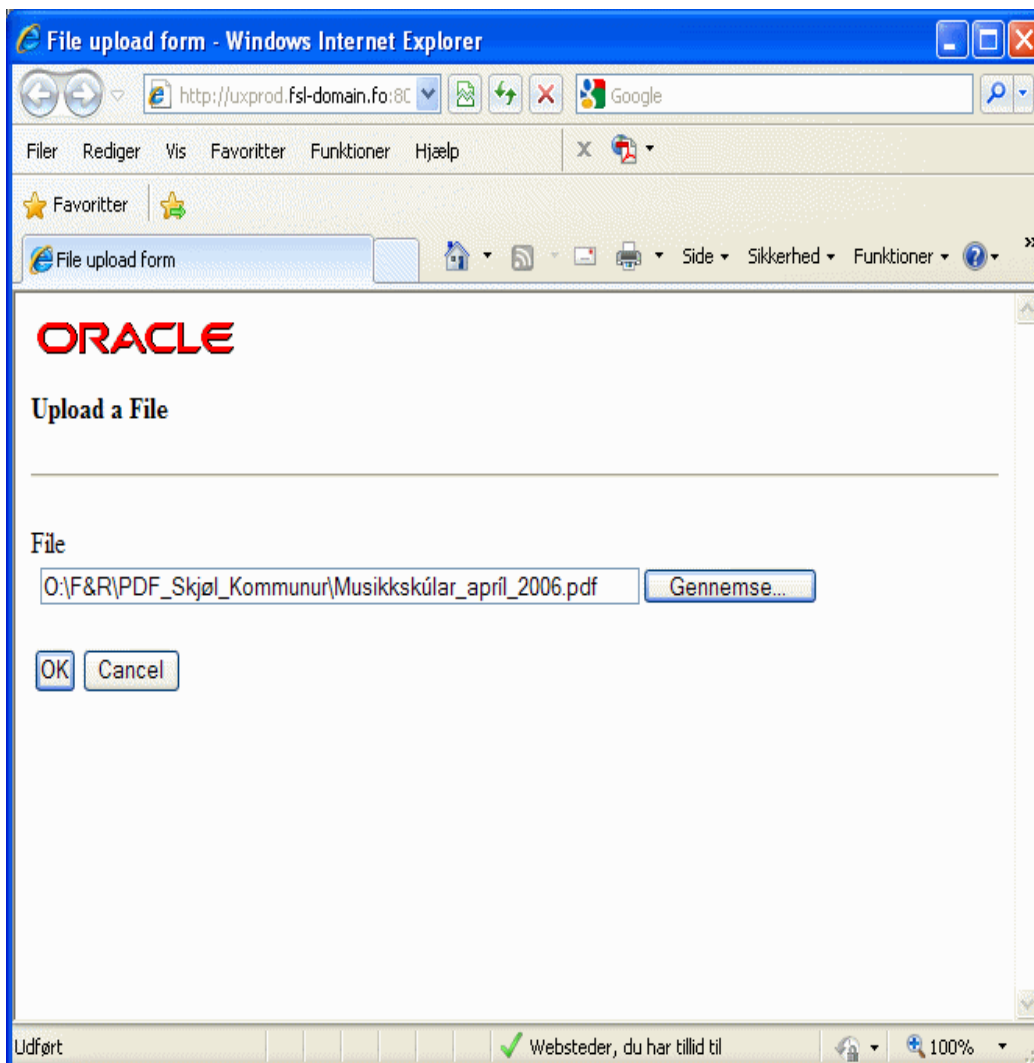 File upload form - Windows Internet Explorer
http://uxprod.fsl-domain.fo:80 Google
Filer Rediger Vis Favoritter Funktioner Hjælp
Favoritter
File upload form Side Sikkerhed Funktioner
ORACLE
Upload a File
File
O:\F&R\PDF_Skjøl_Kommunur\Musikkskúlar_apríl_2006.pdf Gennemse...
OK Cancel
Udført Websteder, du har tillid til 100%